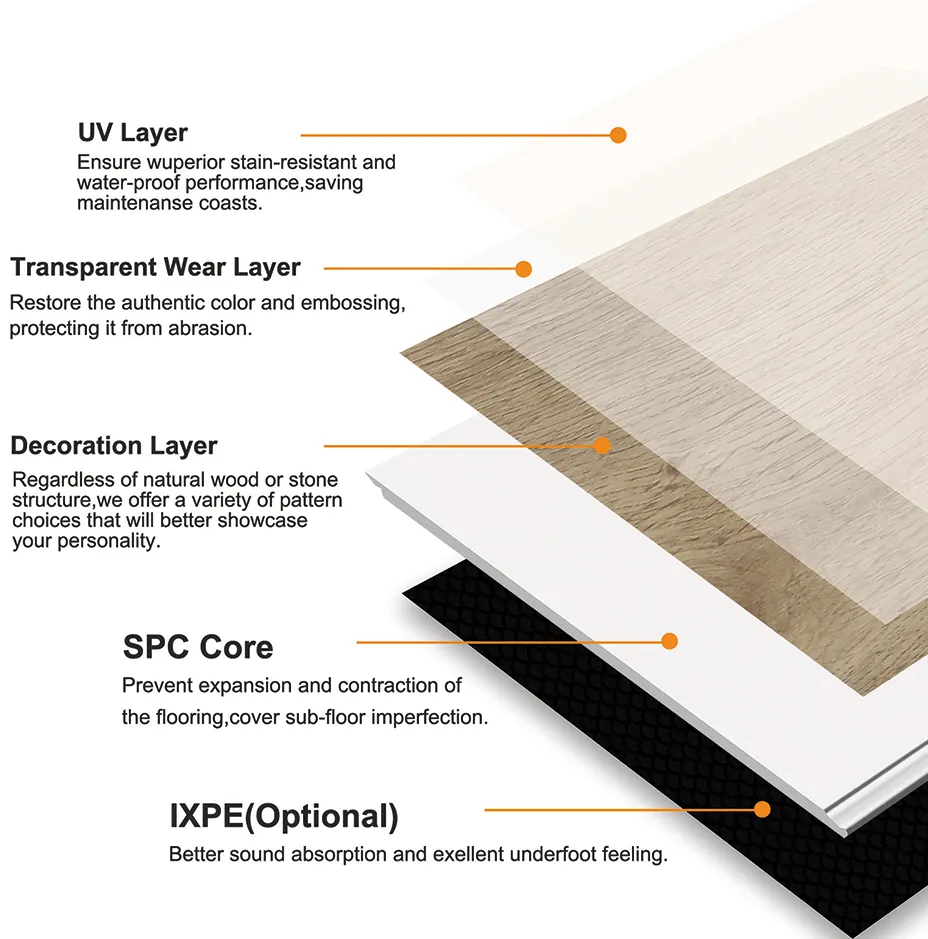 UV Layer
Ensure wuperior stain-resistant and
water-proof performance,saving
maintenanse coasts.
Transparent Wear Layer
Restore the authentic color and embossing,
protecting it from abrasion.
Decoration Layer
Regardless of natural wood or stone
structure,we offer a variety of pattern
choices that will better showcase
your personality.
SPC Core
Prevent expansion and contraction of
the flooring,cover sub-floor imperfection.
IXPE(Optional)
Better sound absorption and exellent underfoot feeling.